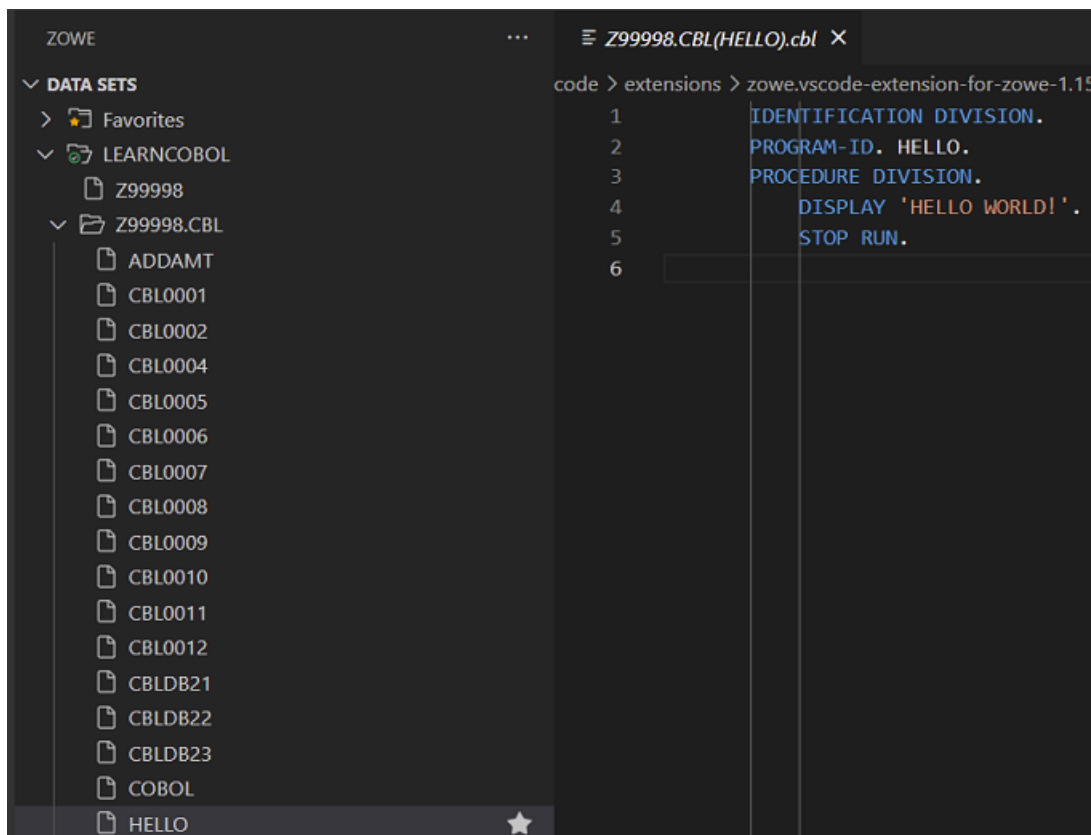 ZOWE ...
DATA SETS
Favorites
LEARNCOBOL
Z99998
Z99998.CBL
ADDAMT
CBL0001
CBL0002
CBL0004
CBL0005
CBL0006
CBL0007
CBL0008
CBL0009
CBL0010
CBL0011
CBL0012
CBLDB21
CBLDB22
CBLDB23
COBOL
HELLO
Z99998.CBL(HELLO).cbl ×
code > extensions > zowe.vscode-extension-for-zowe-1.15
1 IDENTIFICATION DIVISION.
2 PROGRAM-ID. HELLO.
3 PROCEDURE DIVISION.
4 DISPLAY 'HELLO WORLD!'.
5 STOP RUN.
6